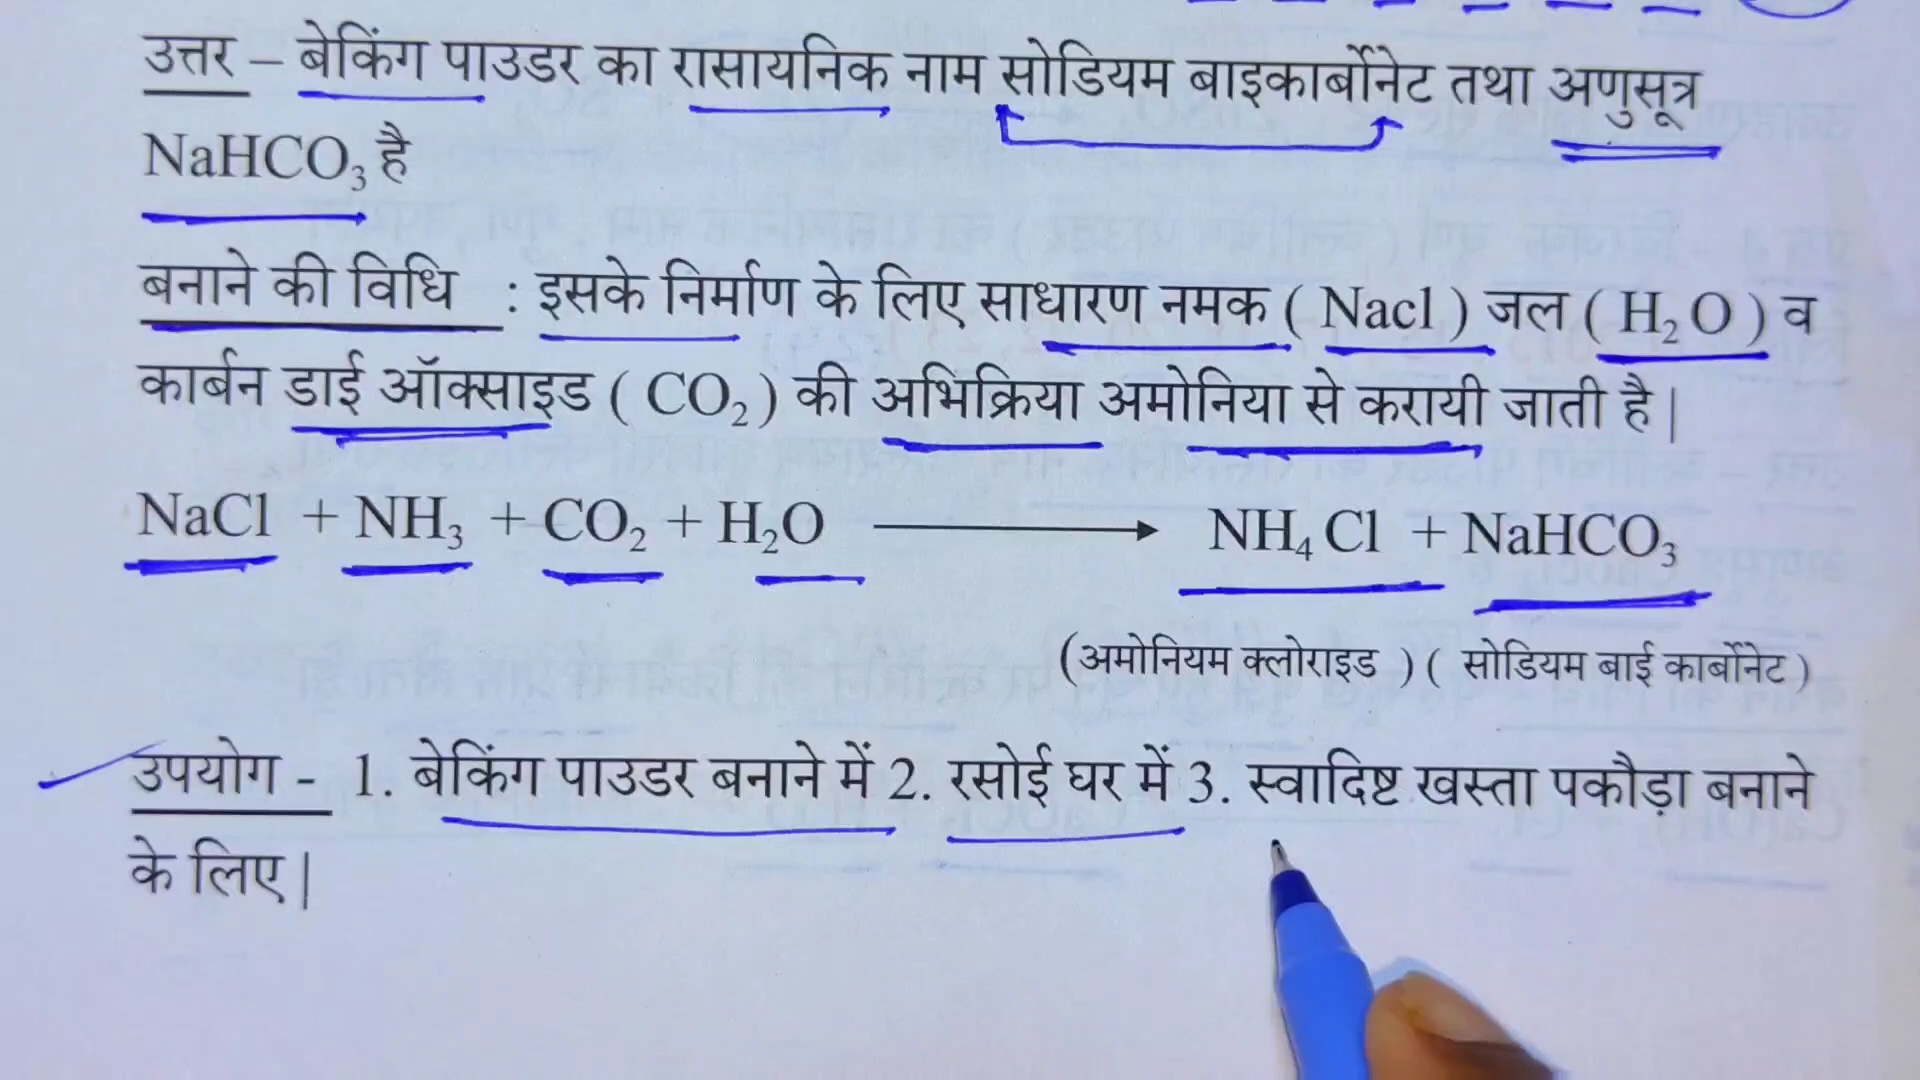 उत्तर – बेकिंग पाउडर का रासायनिक नाम सोडियम बाइकार्बोनेट तथा अणुसूत्र
NaHCO₃ है
बनाने की विधि : इसके निर्माण के लिए साधारण नमक ( Nacl ) जल ( H₂O ) व
कार्बन डाई ऑक्साइड ( CO₂ ) की अभिक्रिया अमोनिया से करायी जाती है |
NaCl + NH₃ + CO₂ + H₂O ⟶ NH₄Cl + NaHCO₃
(अमोनियम क्लोराइड ) ( सोडियम बाई कार्बोनेट )
उपयोग - 1. बेकिंग पाउडर बनाने में 2. रसोई घर में 3. स्वादिष्ट खस्ता पकौड़ा बनाने
के लिए |